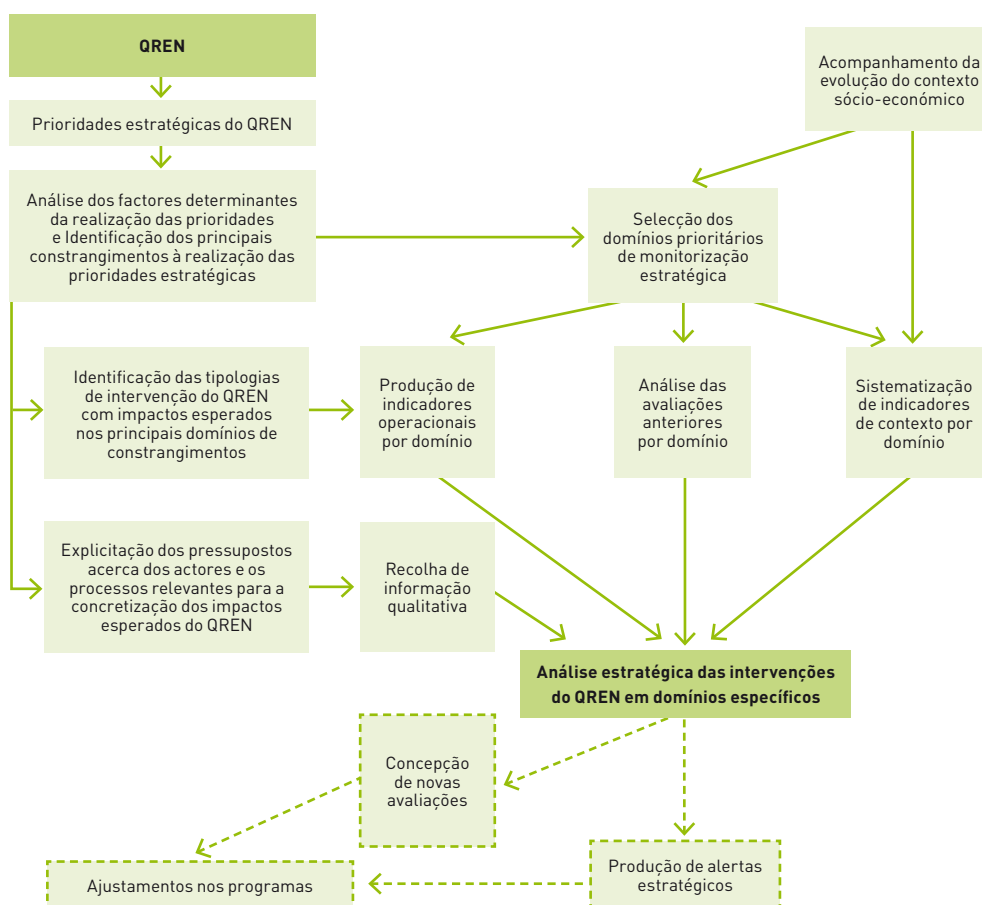 QREN
Acompanhamento da
evolução do contexto
sócio-económico
Prioridades estratégicas do QREN
Análise dos factores determinantes
da realização das prioridades
e Identificação dos principais
constrangimentos à realização das
prioridades estratégicas
Selecção dos
domínios prioritários
de monitorização
estratégica
Identificação das tipologias
de intervenção do QREN
com impactos esperados
nos principais domínios de
constrangimentos
Produção de
indicadores
operacionais
por domínio
Análise das
avaliações
anteriores
por domínio
Sistematização
de indicadores
de contexto por
domínio
Explicitação dos pressupostos
acerca dos actores e os
processos relevantes para a
concretização dos impactos
esperados do QREN
Recolha de
informação
qualitativa
Análise estratégica das intervenções
do QREN em domínios específicos
Concepção
de novas
avaliações
Ajustamentos nos programas
Produção de alertas
estratégicos